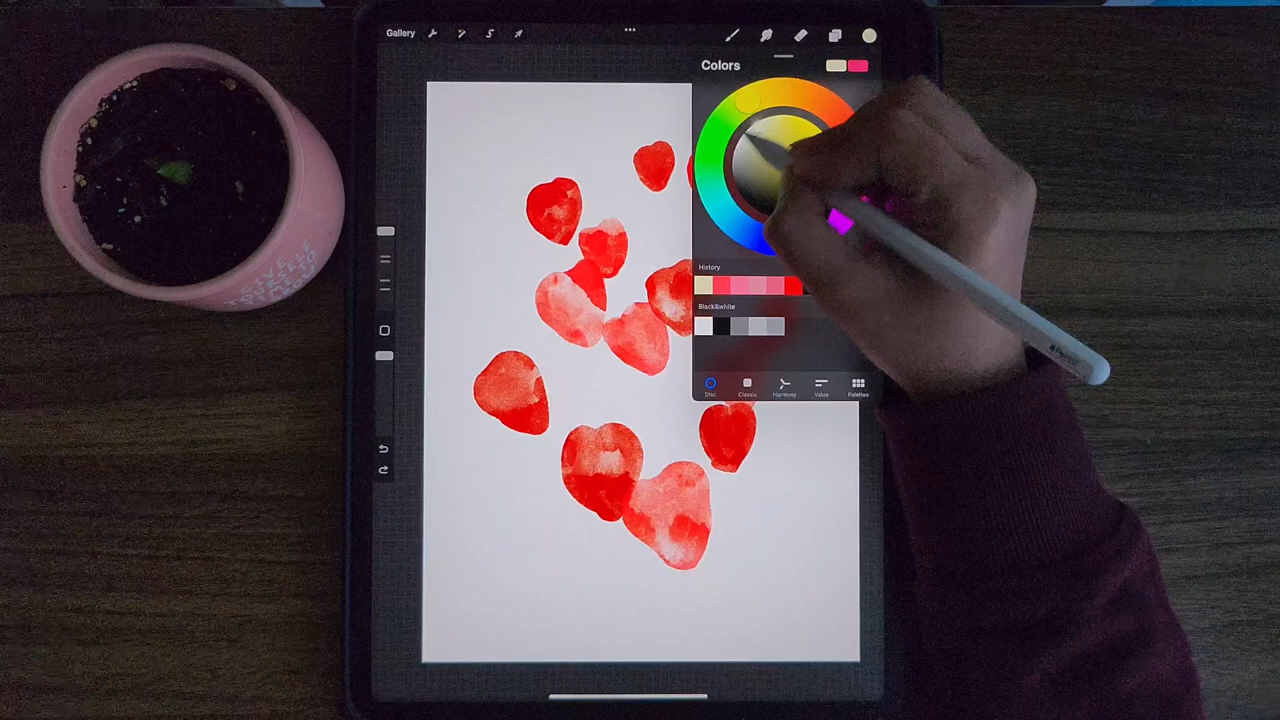 Gallery
Colors
History
Black&white
Disc
Classic
Harmony
Value
Palettes